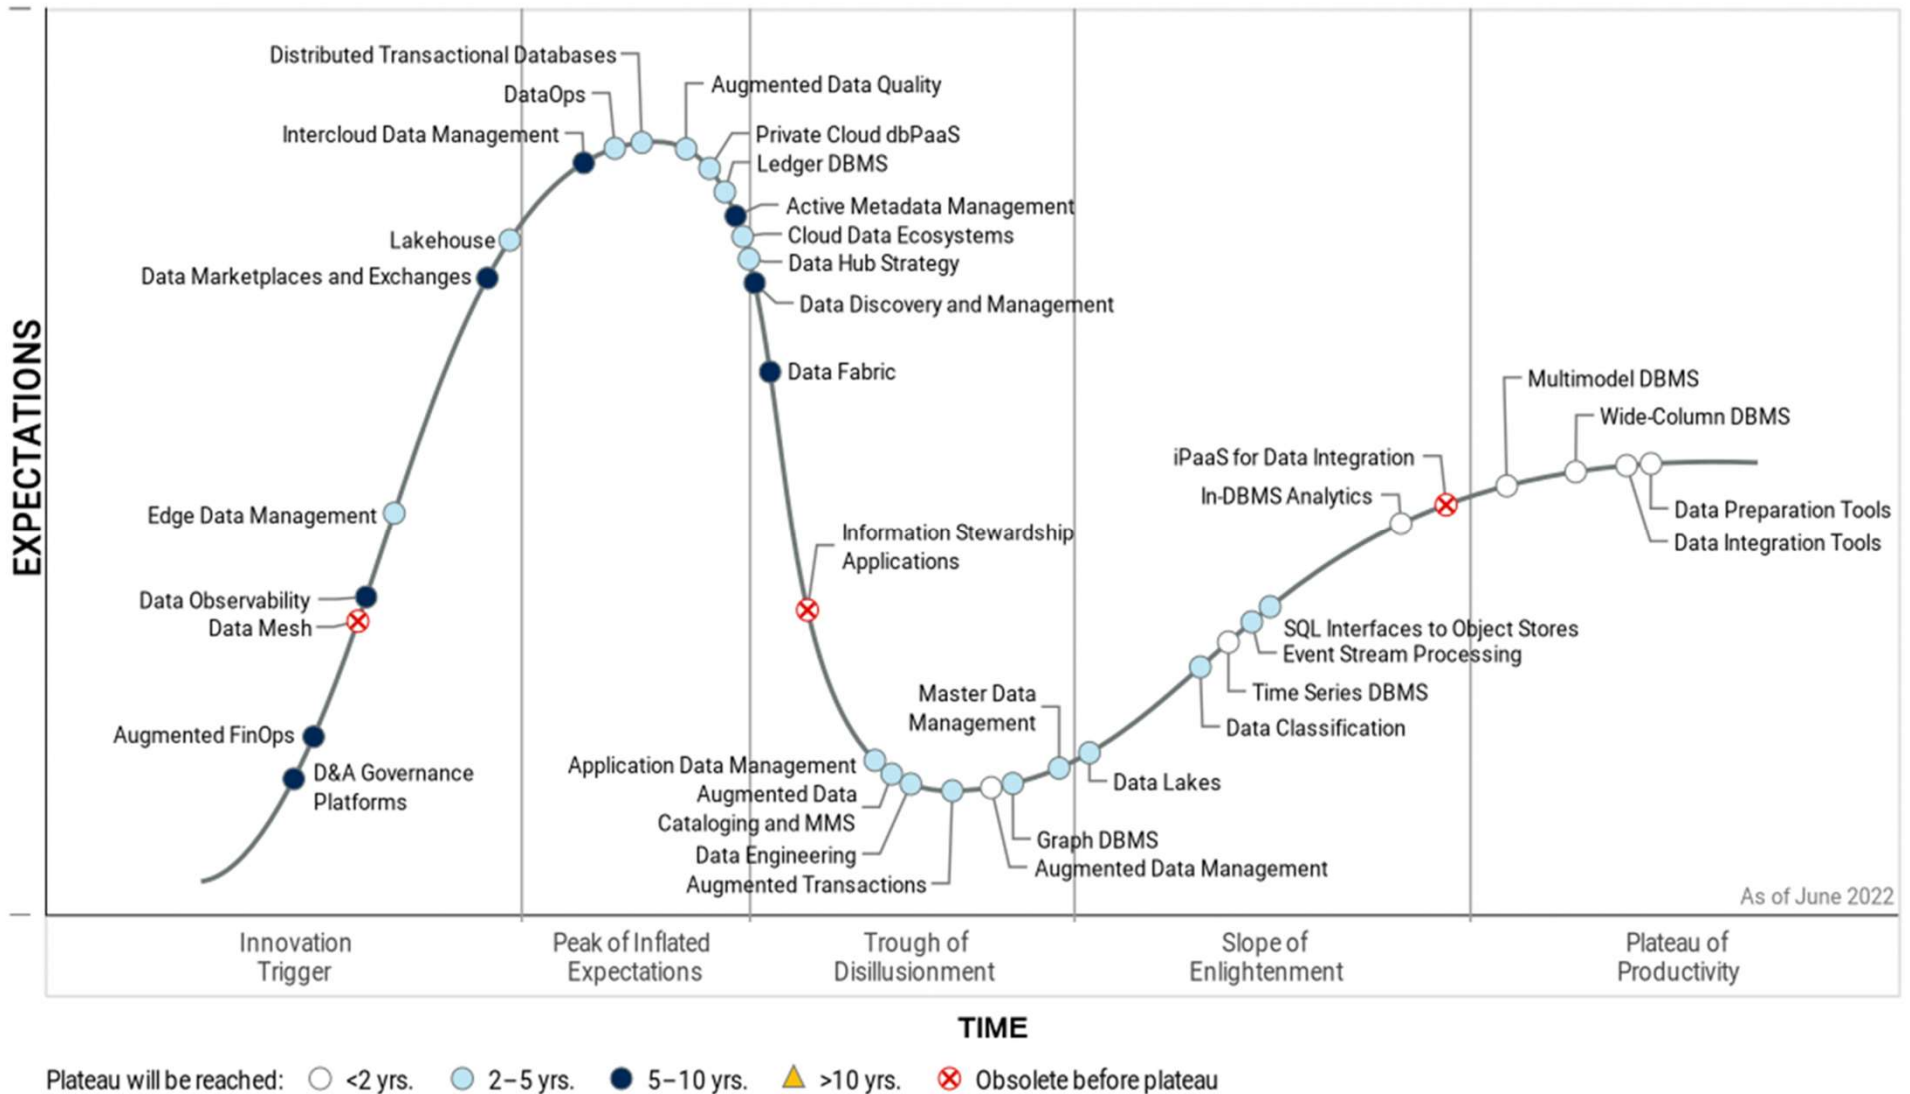 Distributed Transactional Databases
Augmented Data Quality
DataOps
Intercloud Data Management
Private Cloud dbPaaS
Ledger DBMS
Active Metadata Management
Lakehouse
Cloud Data Ecosystems
Data Hub Strategy
Data Marketplaces and Exchanges
Data Discovery and Management
Data Fabric
Multimodel DBMS
Wide-Column DBMS
EXPECTATIONS
iPaaS for Data Integration
In-DBMS Analytics
Edge Data Management
Data Preparation Tools
Data Integration Tools
Information Stewardship
Applications
Data Observability
Data Mesh
SQL Interfaces to Object Stores
Event Stream Processing
Time Series DBMS
Master Data
Management
Data Classification
Augmented FinOps
D&A Governance
Platforms
Application Data Management
Data Lakes
Augmented Data
Cataloging and MMS
Graph DBMS
Data Engineering
Augmented Data Management
Augmented Transactions
As of June 2022
Innovation
Trigger
Peak of Inflated
Expectations
Trough of
Disillusionment
Slope of
Enlightenment
Plateau of
Productivity
TIME
Plateau will be reached: <2 yrs. 2–5 yrs. 5–10 yrs. >10 yrs. Obsolete before plateau